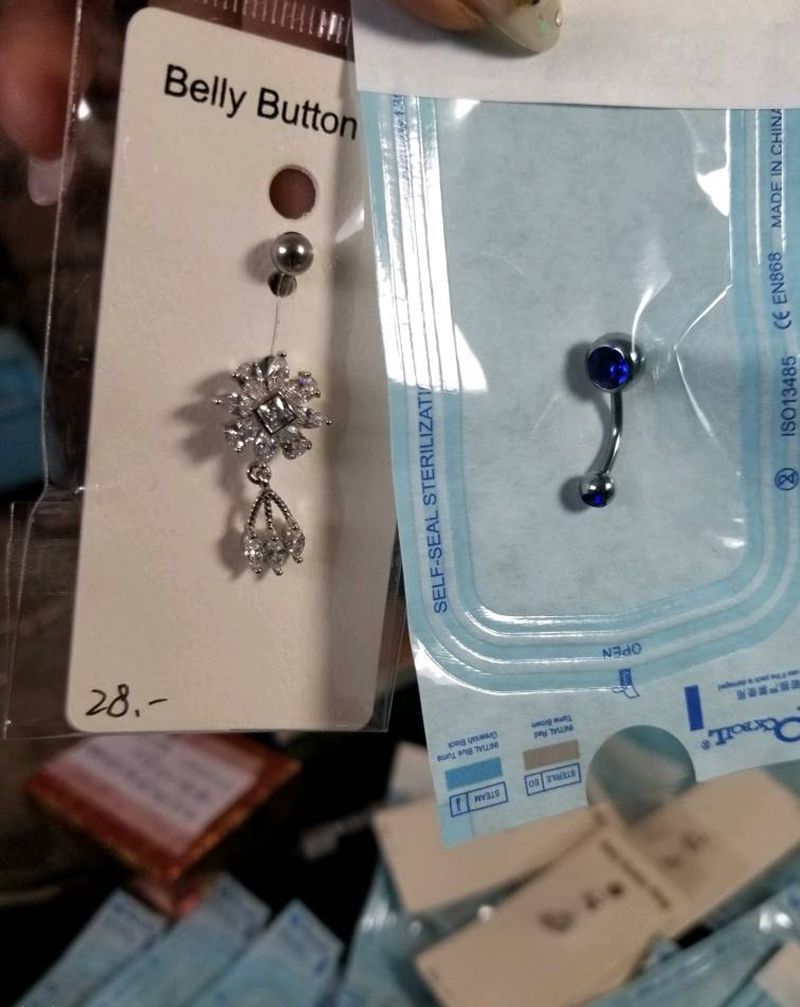 Belly Button
28.-
SELF-SEAL STERILIZATI
MADE IN CHINA
CE EN868
ISO13485
OPEN
INITIAL Blue Turns
Greenish Black
STEAM
INITIAL Red
Turns Brown
STERILE EO